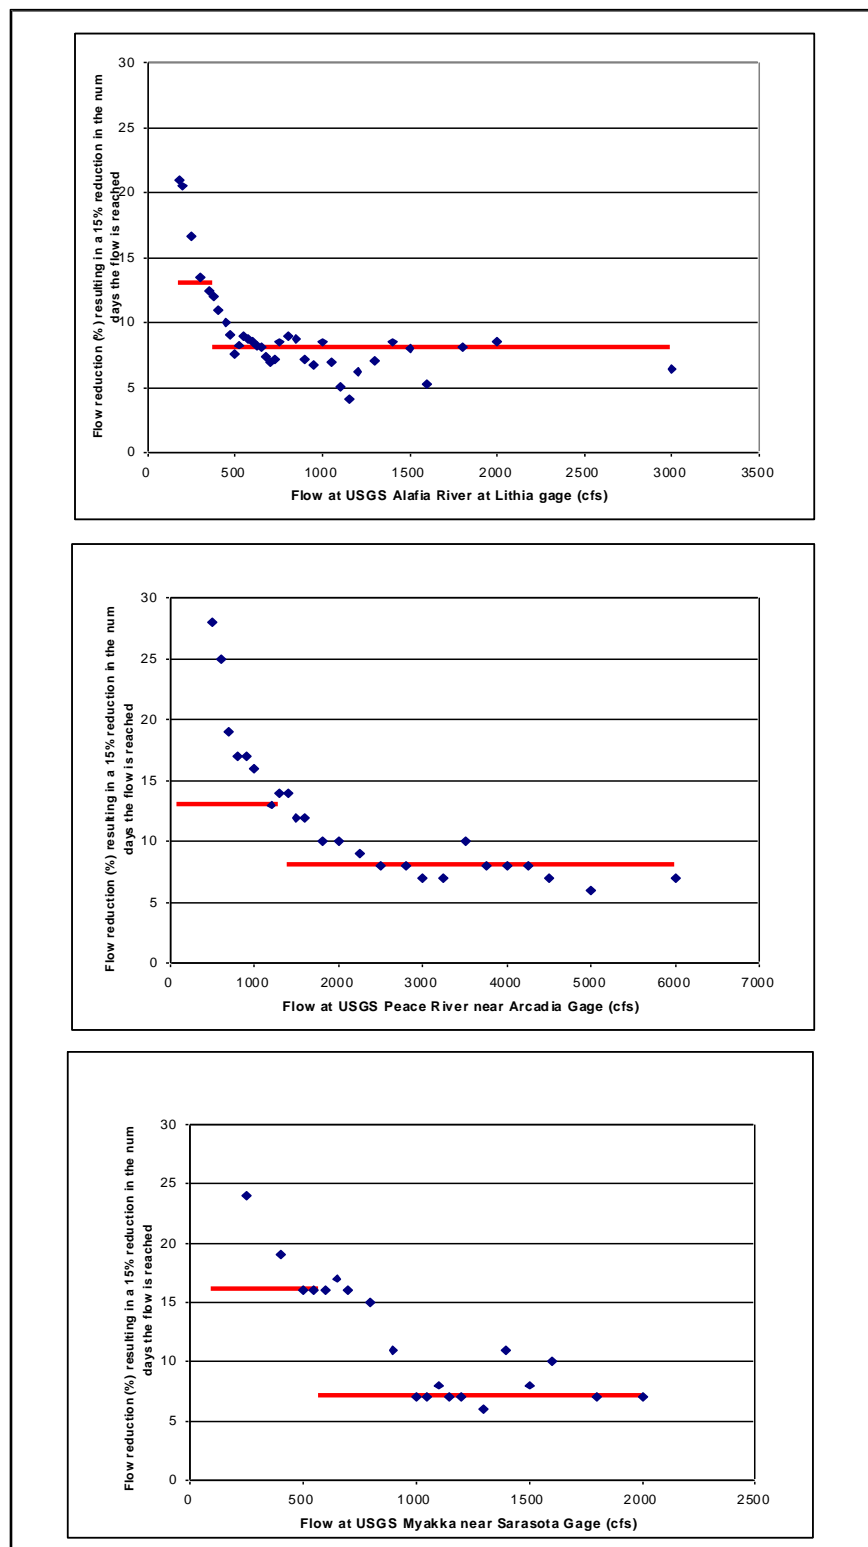 Flow reduction (%) resulting in a 15% reduction in the num
days the flow is reached
30
25
20
15
10
5
0
0 500 1000 1500 2000 2500 3000 3500
Flow at USGS Alafia River at Lithia gage (cfs)
Flow reduction (%) resulting in a 15% reduction in the num
days the flow is reached
30
25
20
15
10
5
0
0 1000 2000 3000 4000 5000 6000 7000
Flow at USGS Peace River near Arcadia Gage (cfs)
Flow reduction (%) resulting in a 15% reduction in the num
days the flow is reached
30
25
20
15
10
5
0
0 500 1000 1500 2000 2500
Flow at USGS Myakka near Sarasota Gage (cfs)